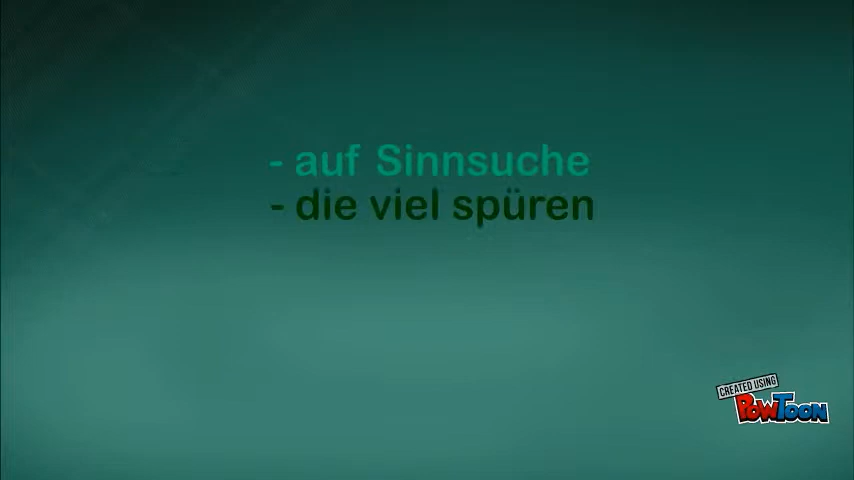 - auf Sinnsuche
- die viel spüren
CREATED USING
PowToon